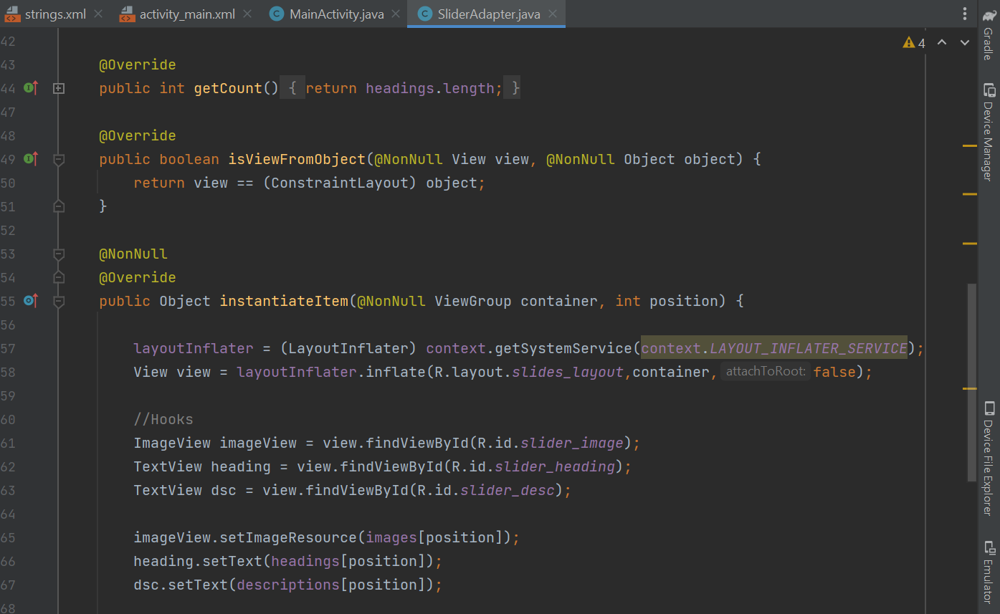 strings.xml activity_main.xml MainActivity.java SliderAdapter.java
42 4
43 @Override
44 public int getCount() { return headings.length; }
47
48 @Override
49 public boolean isViewFromObject(@NonNull View view, @NonNull Object object) {
50 return view == (ConstraintLayout) object;
51 }
52
53 @NonNull
54 @Override
55 public Object instantiateItem(@NonNull ViewGroup container, int position) {
56
57 layoutInflater = (LayoutInflater) context.getSystemService(context.LAYOUT_INFLATER_SERVICE);
58 View view = layoutInflater.inflate(R.layout.slides_layout,container, attachToRoot: false);
59
60 //Hooks
61 ImageView imageView = view.findViewById(R.id.slider_image);
62 TextView heading = view.findViewById(R.id.slider_heading);
63 TextView dsc = view.findViewById(R.id.slider_desc);
64
65 imageView.setImageResource(images[position]);
66 heading.setText(headings[position]);
67 dsc.setText(descriptions[position]);
68
Gradle
Device Manager
Device File Explorer
Emulator